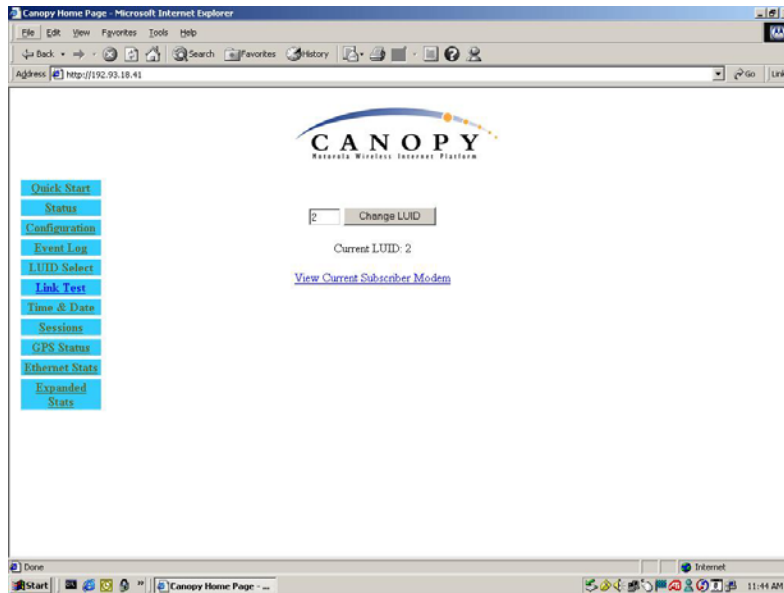 Canopy Home Page - Microsoft Internet Explorer
File Edit View Favorites Tools Help
Back Search Favorites History
Address http://192.93.18.41 Go Link
CANOPY
Motorola Wireless Internet Platform
Quick Start
Status
Configuration
Event Log
LUID Select
Link Test
Time & Date
Sessions
GPS Status
Ethernet Stats
Expanded
Stats
2 Change LUID
Current LUID: 2
View Current Subscriber Modem
Done Internet
Start Canopy Home Page - ... 11:44 AM